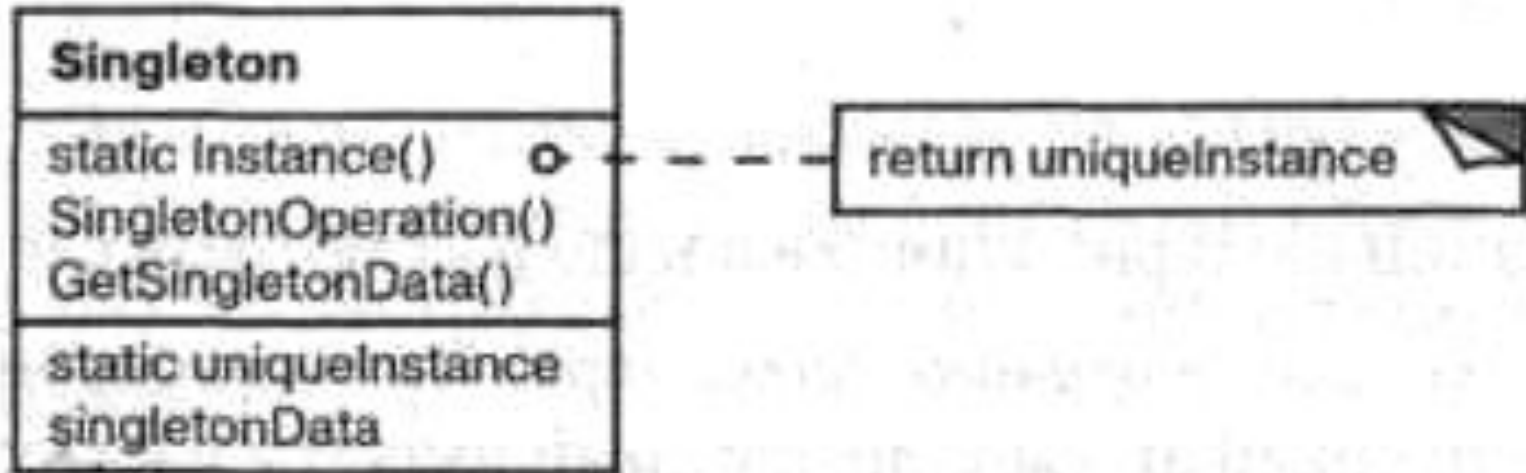 Singleton
static Instance()
SingletonOperation()
GetSingletonData()
static uniqueInstance
singletonData
return uniqueInstance